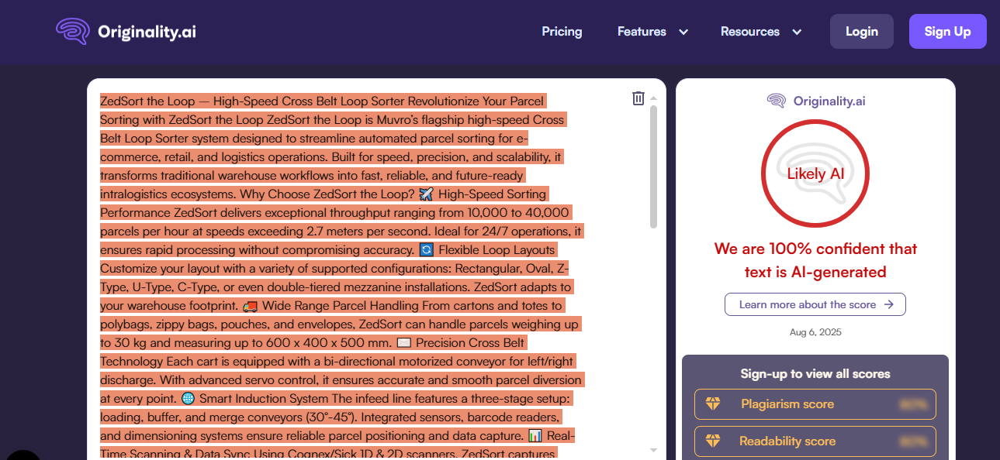 Originality.ai
Pricing
Features
Resources
Login
Sign Up
ZedSort the Loop — High-Speed Cross Belt Loop Sorter Revolutionize Your Parcel
Sorting with ZedSort the Loop ZedSort the Loop is Muvro’s flagship high-speed Cross
Belt Loop Sorter system designed to streamline automated parcel sorting for e-
commerce, retail, and logistics operations. Built for speed, precision, and scalability, it
transforms traditional warehouse workflows into fast, reliable, and future-ready
intralogistics ecosystems. Why Choose ZedSort the Loop? ✈️ High-Speed Sorting
Performance ZedSort delivers exceptional throughput ranging from 10,000 to 40,000
parcels per hour at speeds exceeding 2.7 meters per second. Ideal for 24/7 operations, it
ensures rapid processing without compromising accuracy. 🔄 Flexible Loop Layouts
Customize your layout with a variety of supported configurations: Rectangular, Oval, Z-
Type, U-Type, C-Type, or even double-tiered mezzanine installations. ZedSort adapts to
your warehouse footprint. 🚚 Wide Range Parcel Handling From cartons and totes to
polybags, zippy bags, pouches, and envelopes, ZedSort can handle parcels weighing up
to 30 kg and measuring up to 600 x 400 x 500 mm. ✉️ Precision Cross Belt
Technology Each cart is equipped with a bi-directional motorized conveyor for left/right
discharge. With advanced servo control, it ensures accurate and smooth parcel diversion
at every point. 🌐 Smart Induction System The infeed line features a three-stage setup:
loading, buffer, and merge conveyors (30°-45°). Integrated sensors, barcode readers,
and dimensioning systems ensure reliable parcel positioning and data capture. 📊 Real-
Time Scanning & Data Sync Using Cognex/Sick 1D & 2D scanners, ZedSort captures
Originality.ai
Likely AI
We are 100% confident that
text is AI-generated
Learn more about the score →
Aug 6, 2025
Sign-up to view all scores
Plagiarism score
Readability score